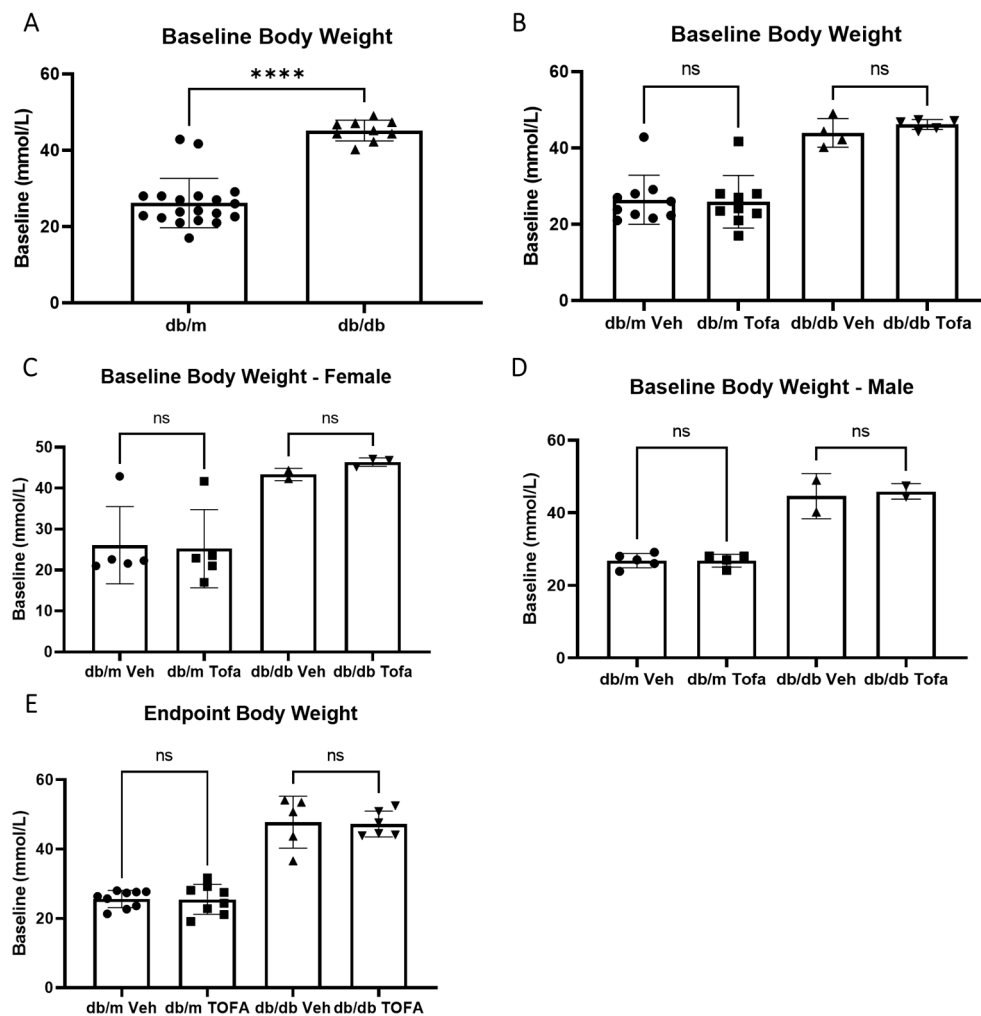 A
Baseline Body Weight
****
Baseline (mmol/L)
60
40
20
0
db/m db/db
B
Baseline Body Weight
ns ns
Baseline (mmol/L)
60
40
20
0
db/m Veh db/m Tofa db/db Veh db/db Tofa
C
Baseline Body Weight - Female
ns ns
Baseline (mmol/L)
50
40
30
20
10
0
db/m Veh db/m Tofa db/db Veh db/db Tofa
D
Baseline Body Weight - Male
ns ns
Baseline (mmol/L)
60
40
20
0
db/m Veh db/m Tofa db/db Veh db/db Tofa
E
Endpoint Body Weight
ns ns
Baseline (mmol/L)
60
40
20
0
db/m Veh db/m TOFA db/db Veh db/db TOFA